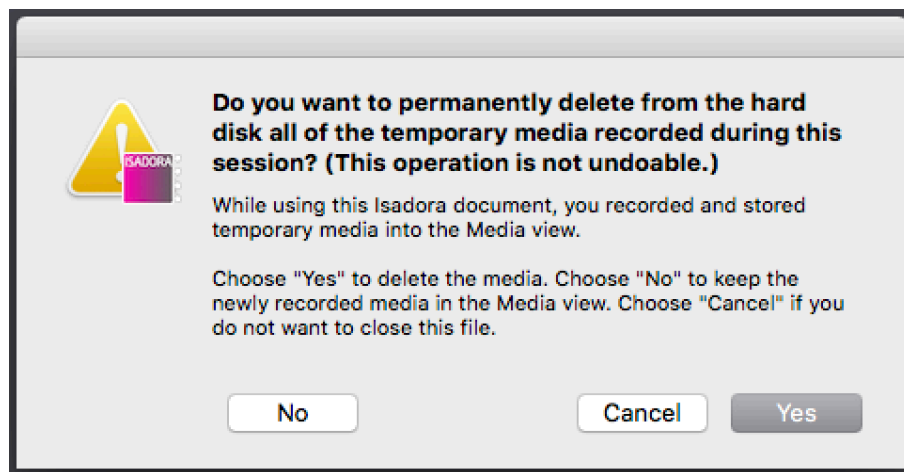 Do you want to permanently delete from the hard
disk all of the temporary media recorded during this
session? (This operation is not undoable.)
ISADORA
While using this Isadora document, you recorded and stored
temporary media into the Media view.
Choose "Yes" to delete the media. Choose "No" to keep the
newly recorded media in the Media view. Choose "Cancel" if you
do not want to close this file.
No Cancel Yes